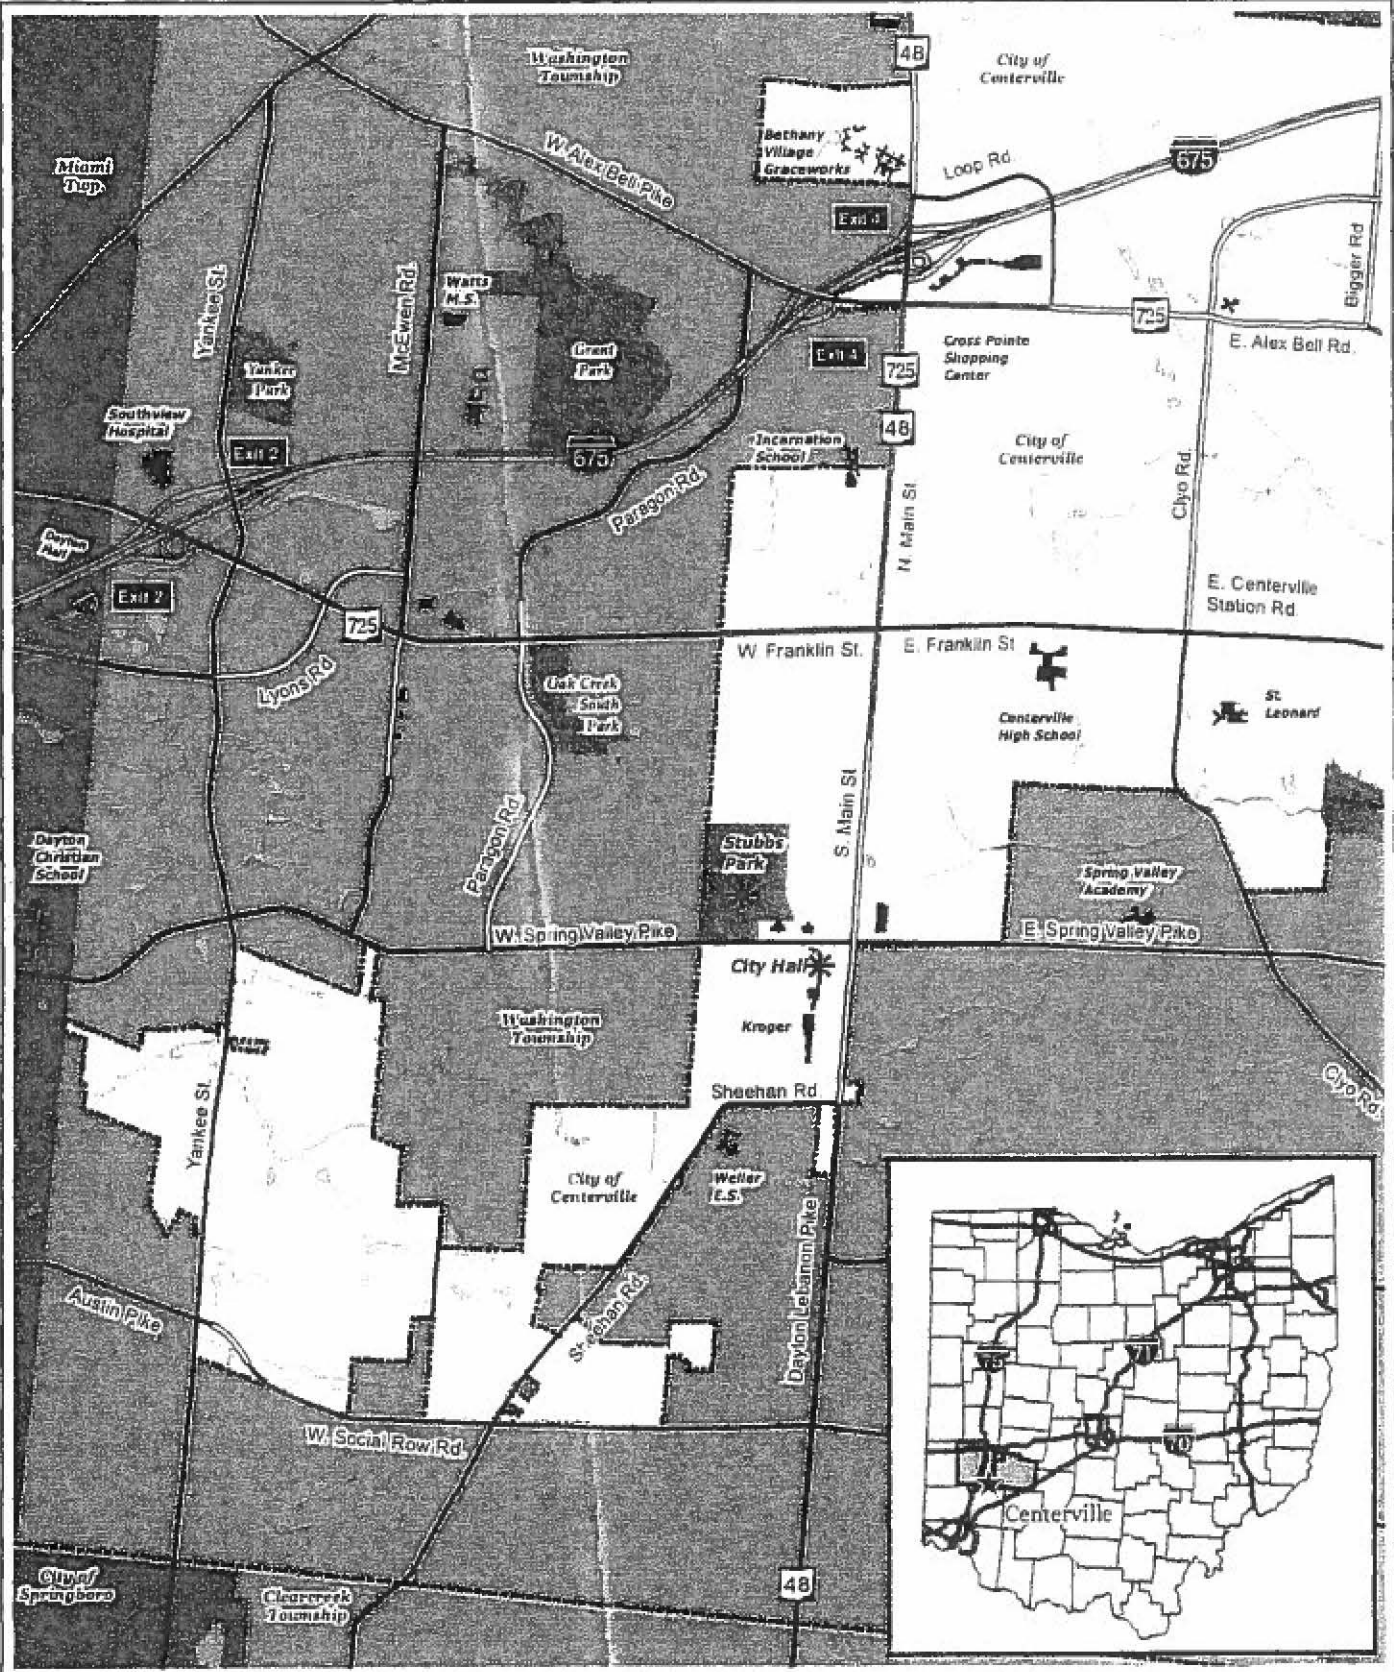 48
City of
Centerville
Washington
Township
Bethany
Village
Graceworks
W Alex Bell Pike
Loop Rd.
675
Miami
Twp.
Exit 4
Yankee St.
McEwen Rd.
Watts
M.S.
Bigger Rd
725
E. Alex Bell Rd.
Grant
Park
Exit 4
Cross Pointe
Shopping
Center
725
Yankee
Park
Southview
Hospital
48
Exit 2
675
Incarnation
School
City of
Centerville
Clyo Rd.
Paragon Rd.
N. Main St.
Dayton
Mall
Exit 2
E. Centerville
Station Rd.
725
W Franklin St.
E. Franklin St
Lyons Rd
Oak Creek
South
Park
St.
Leonard
Centerville
High School
S. Main St
Paragon Rd.
Dayton
Christian
School
Stubbs
Park
Spring Valley
Academy
W. Spring Valley Pike
E. Spring Valley Pike
City Hall
Washington
Township
Kroger
Sheehan Rd.
Clyo Rd.
Yankee St.
City of
Centerville
Weller
E.S.
Dayton Lebanon Pike
Austin Pike
Sheehan Rd.
75
71
W. Social Row Rd.
70
Centerville
City of
Springboro
Clearcreek
Township
48